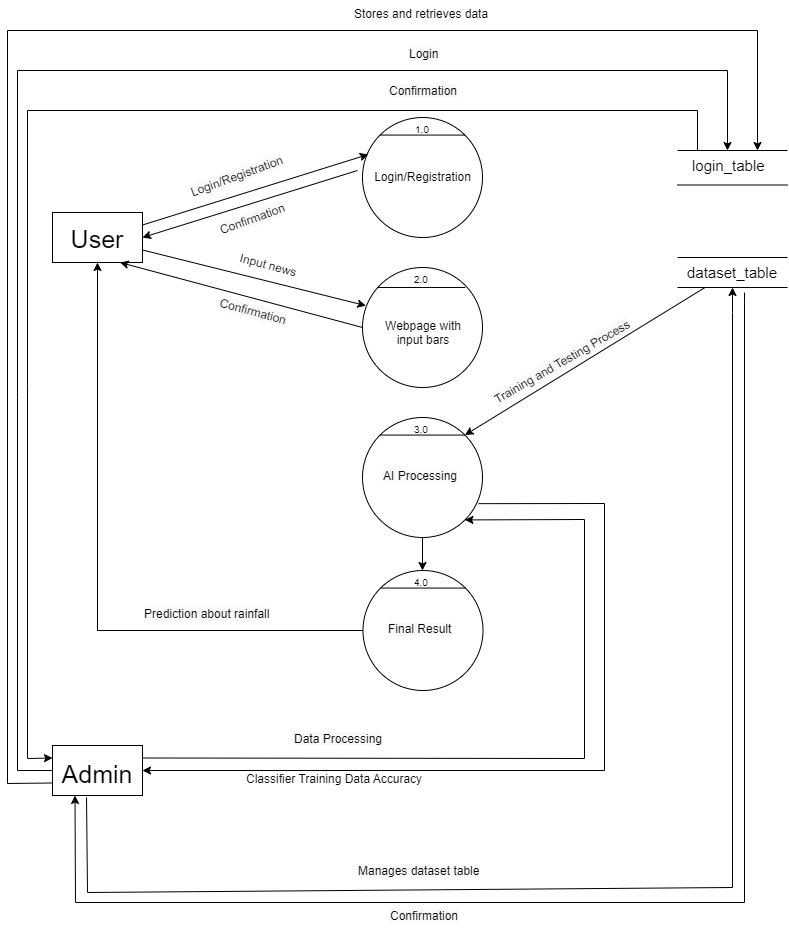 Stores and retrieves data
Login
Confirmation
1.0
Login/Registration
Login/Registration
Confirmation
login_table
User
Input news
Confirmation
2.0
Webpage with
input bars
dataset_table
Training and Testing Process
3.0
AI Processing
4.0
Final Result
Prediction about rainfall
Data Processing
Admin
Classifier Training Data Accuracy
Manages dataset table
Confirmation